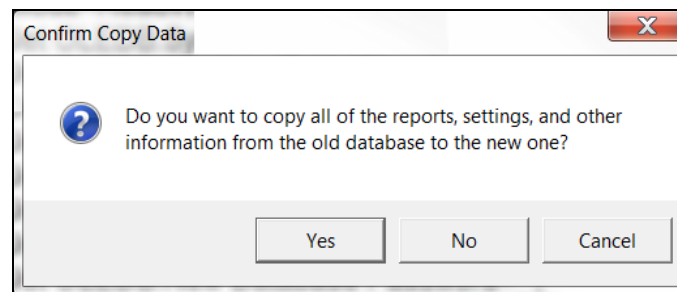 Confirm Copy Data
Do you want to copy all of the reports, settings, and other
information from the old database to the new one?
Yes No Cancel